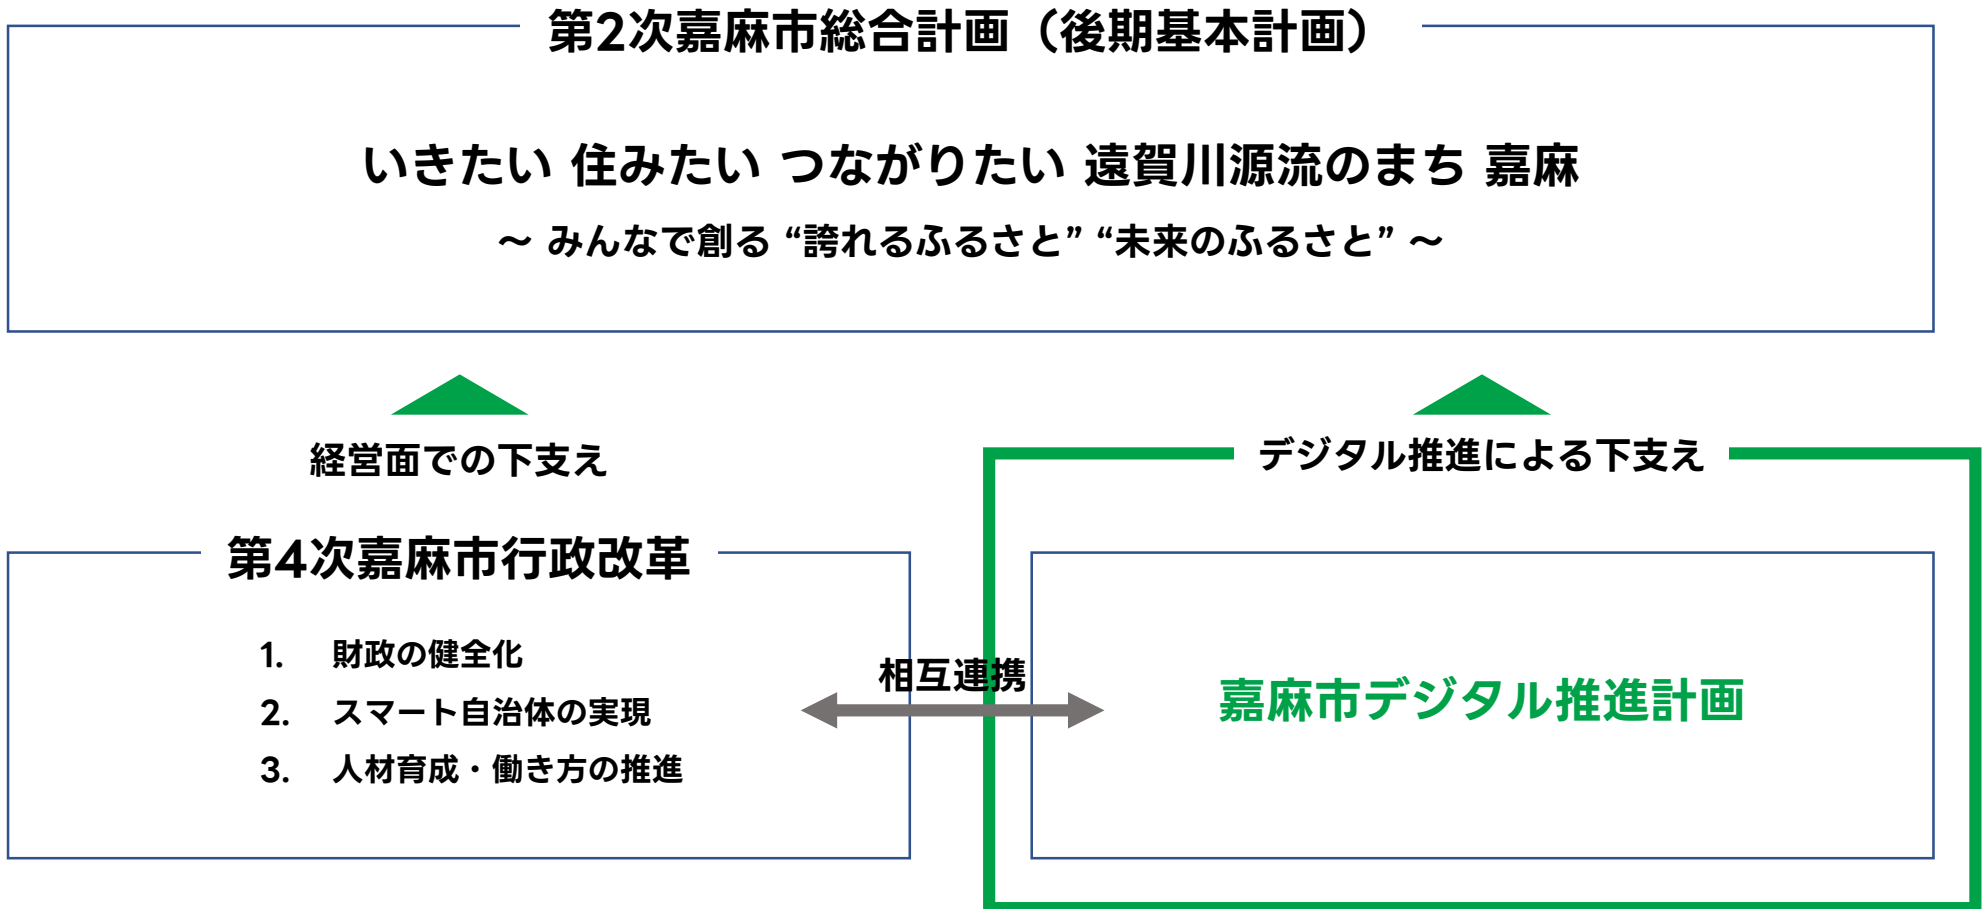 第2次嘉麻市総合計画（後期基本計画）
いきたい 住みたい つながりたい 遠賀川源流のまち 嘉麻
～ みんなで創る “誇れるふるさと” “未来のふるさと” ～
経営面での下支え
デジタル推進による下支え
第4次嘉麻市行政改革
1. 財政の健全化
2. スマート自治体の実現
3. 人材育成・働き方の推進
相互連携
嘉麻市デジタル推進計画